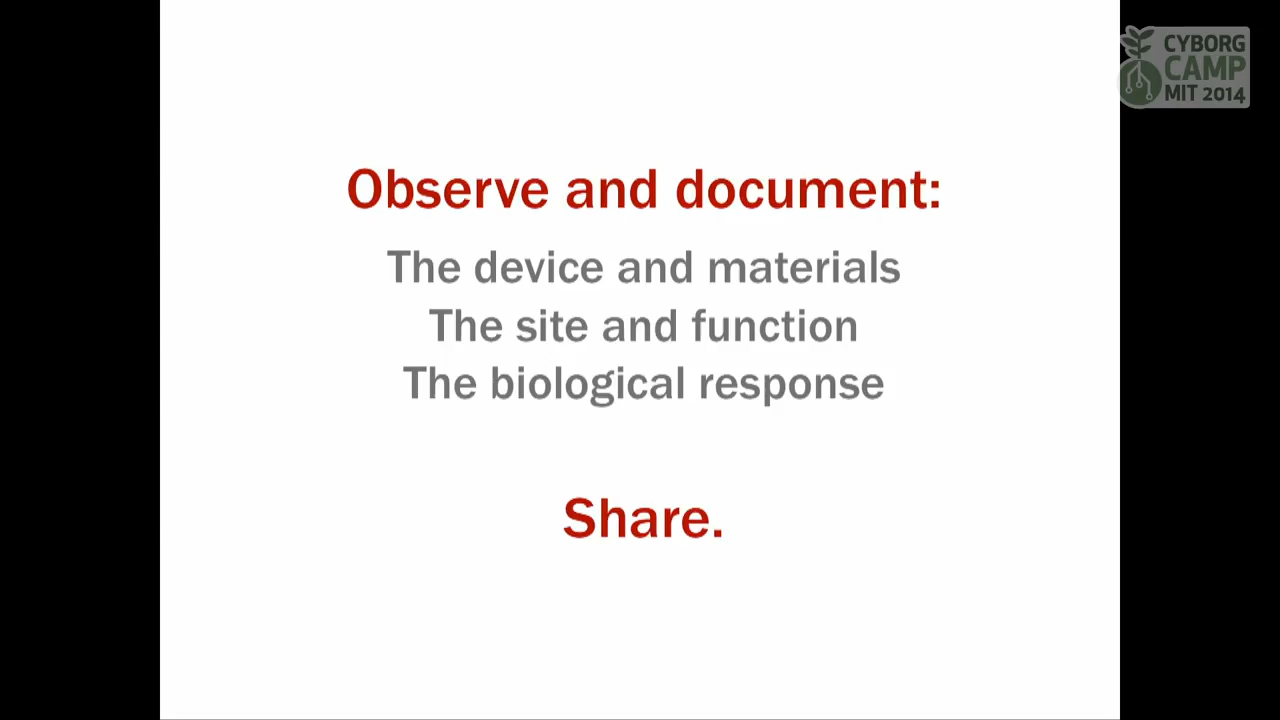 CYBORG
CAMP
MIT 2014
Observe and document:
The device and materials
The site and function
The biological response
Share.